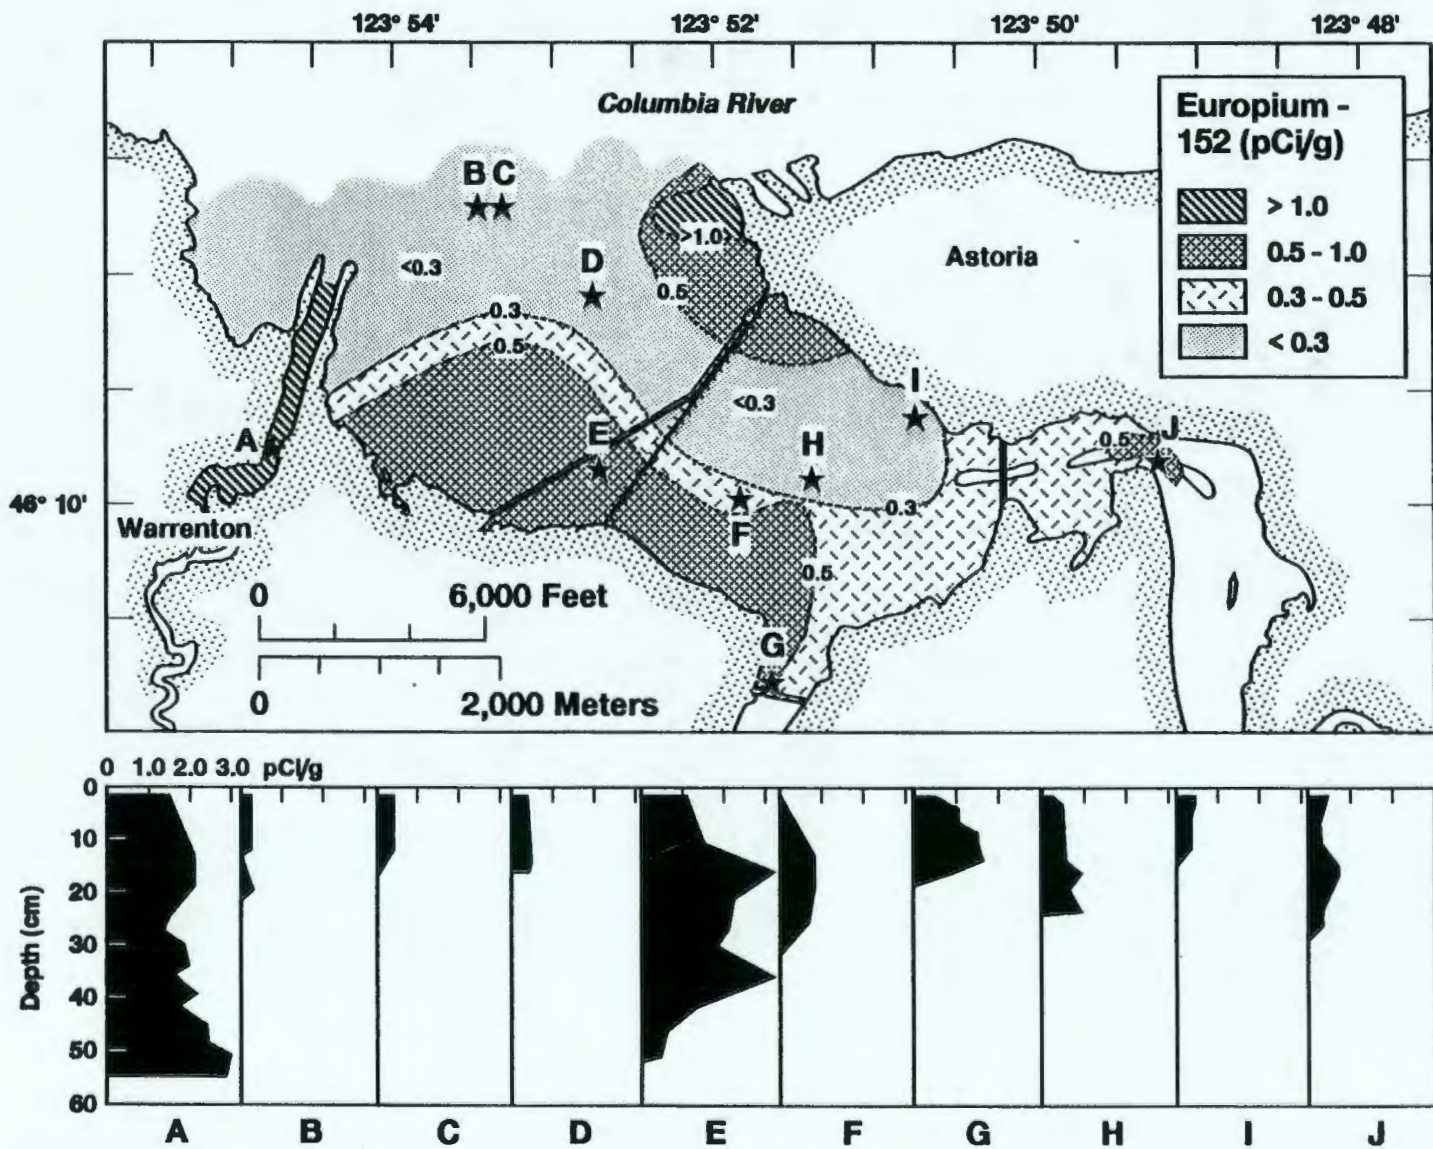 123° 54' 123° 52' 123° 50' 123° 48'
Columbia River
Europium -
152 (pCi/g)
> 1.0
0.5 - 1.0
0.3 - 0.5
< 0.3
B C
>1.0
Astoria
<0.3
D
0.5
0.3
0.5
<0.3
I
A
E
H
0.5
J
46° 10'
0.3
Warrenton
F
0.5
0 6,000 Feet
G
0 2,000 Meters
0 1.0 2.0 3.0 pCi/g
0
10
20
30
40
50
60
Depth (cm)
A B C D E F G H I J